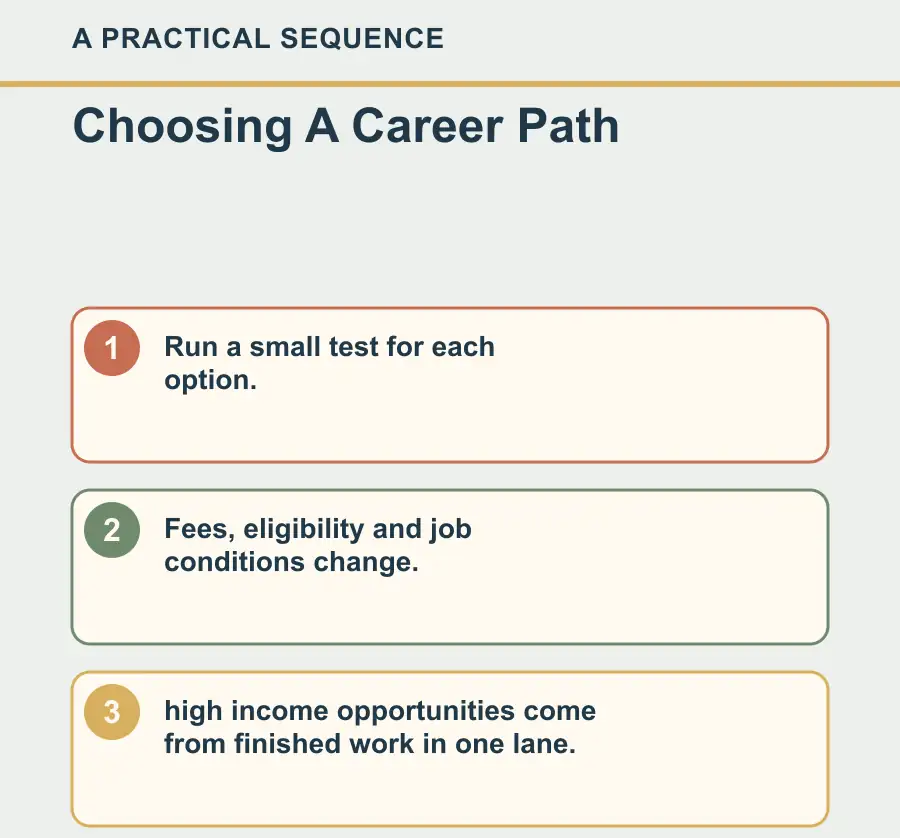 A PRACTICAL SEQUENCE
Choosing A Career Path
1
Run a small test for each
option.
2
Fees, eligibility and job
conditions change.
3
high income opportunities come
from finished work in one lane.